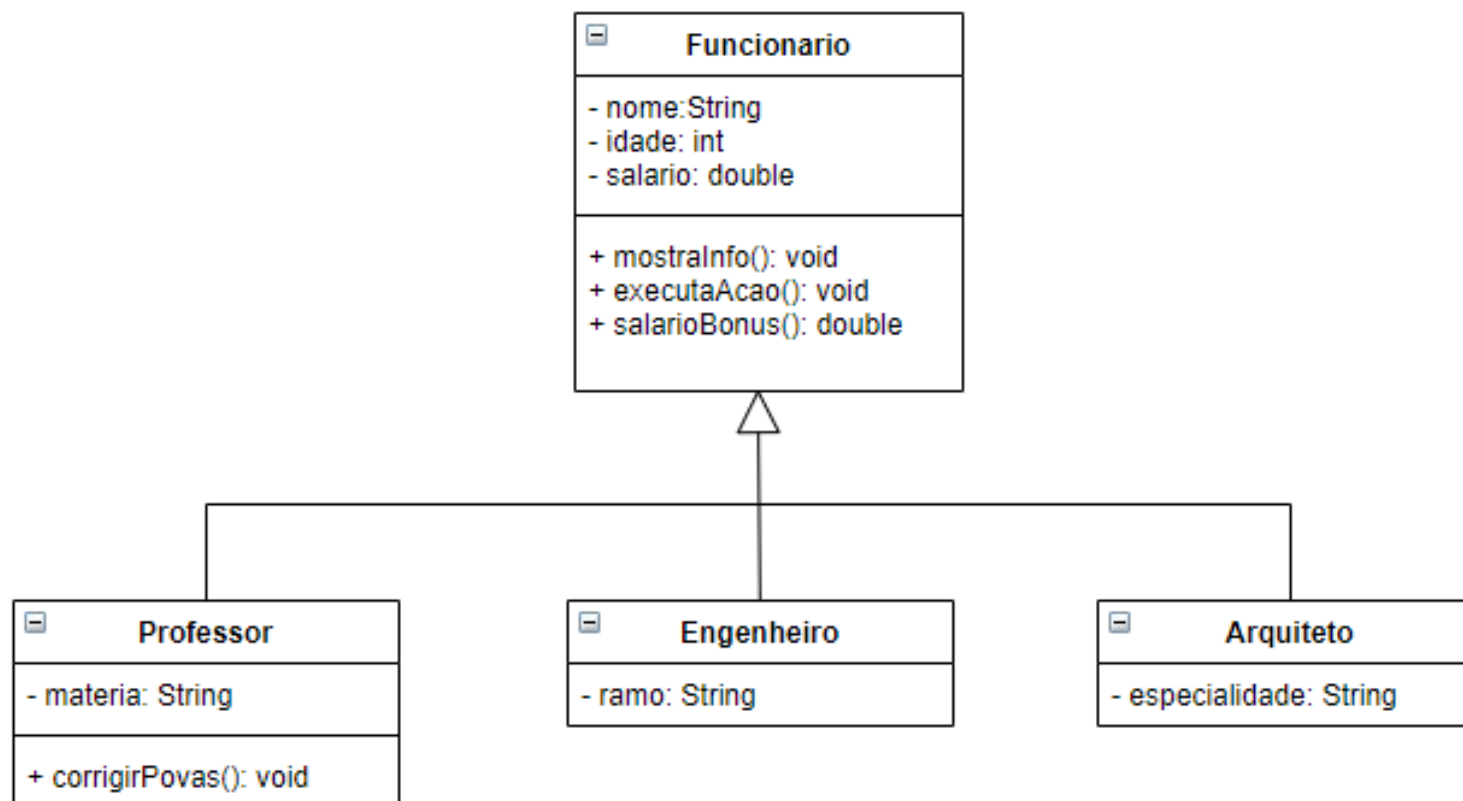 Funcionario
- nome:String
- idade: int
- salario: double
+ mostraInfo(): void
+ executaAcao(): void
+ salarioBonus(): double
Professor
- materia: String
+ corrigirPovas(): void
Engenheiro
- ramo: String
Arquiteto
- especialidade: String